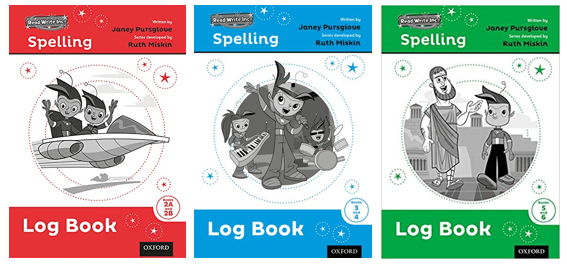 Read Write Inc.
Written by
Janey Pursglove
Series developed by
Ruth Miskin
Spelling
Books
2A
and
2B
Log Book
OXFORD
Read Write Inc.
Written by
Janey Pursglove
Series developed by
Ruth Miskin
Spelling
Books
3
and
4
Log Book
OXFORD
Read Write Inc.
Written by
Janey Pursglove
Series developed by
Ruth Miskin
Spelling
Books
5
and
6
Log Book
OXFORD